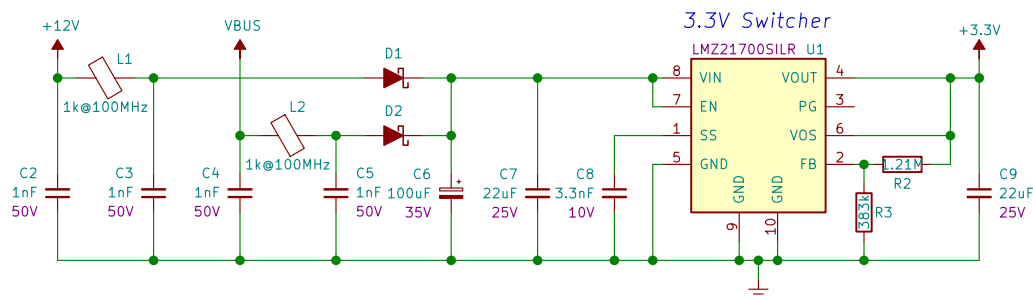 3.3V Switcher
+12V
VBUS
+3.3V
L1
1k@100MHz
D1
LMZ21700SILR U1
8 VIN VOUT 4
7 EN PG 3
1 SS VOS 6
5 GND FB 2
GND 9
GND 10
L2
1k@100MHz
D2
1.21M
R2
383k
R3
C2
1nF
50V
C3
1nF
50V
C4
1nF
50V
C5
1nF
50V
C6
100uF
35V
+
C7
22uF
25V
C8
3.3nF
10V
C9
22uF
25V